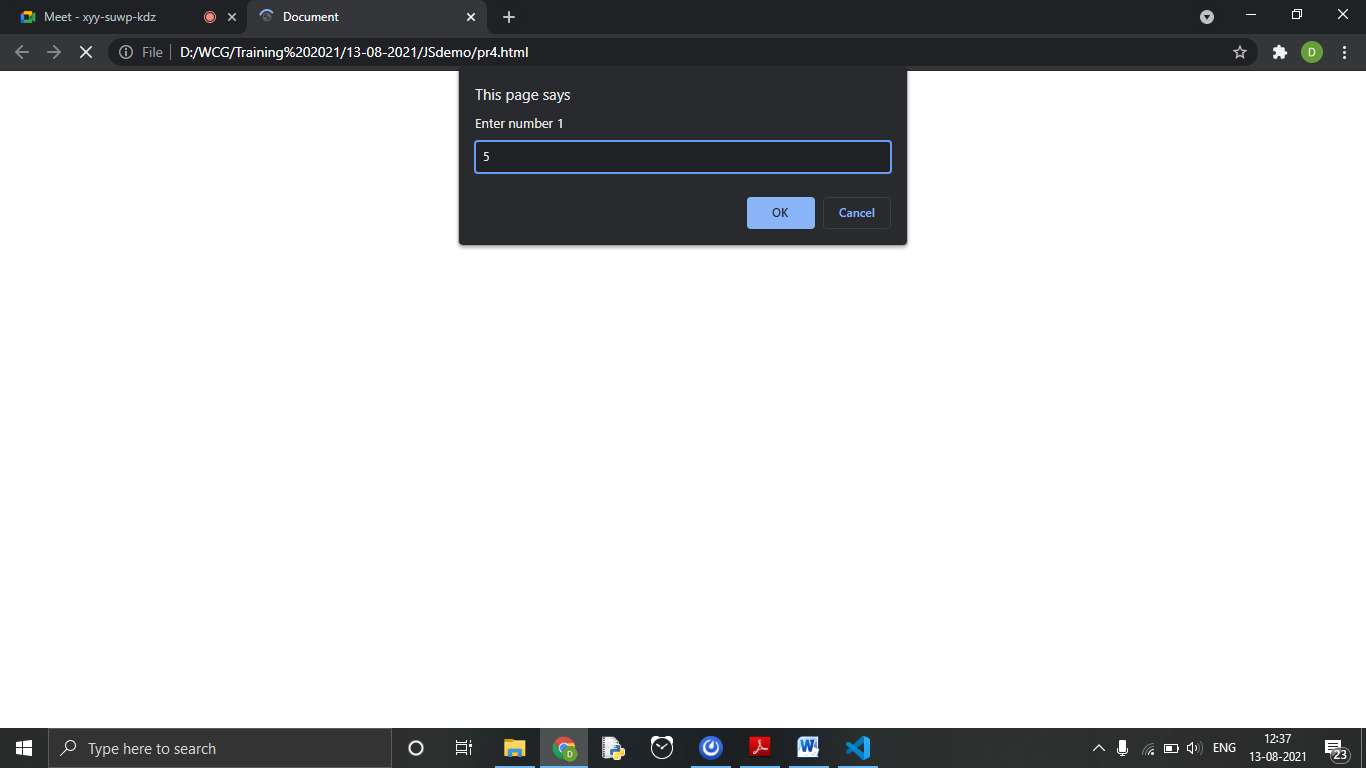 Meet - xyy-suwp-kdz
Document
File
D:/WCG/Training%202021/13-08-2021/JSdemo/pr4.html
D
This page says
Enter number 1
5
OK
Cancel
Type here to search
D
W
ENG
12:37
13-08-2021
23